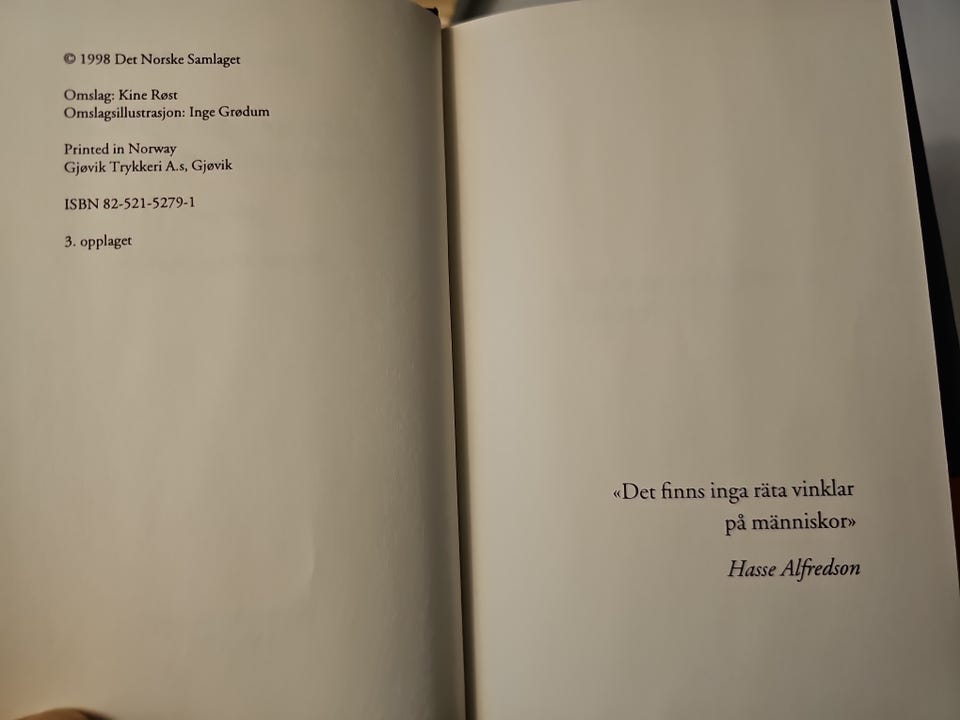 © 1998 Det Norske Samlaget
Omslag: Kine Røst
Omslagsillustrasjon: Inge Grødum
Printed in Norway
Gjøvik Trykkeri A.s, Gjøvik
ISBN 82-521-5279-1
3. opplaget
«Det finns inga räta vinklar
på människor»
Hasse Alfredson